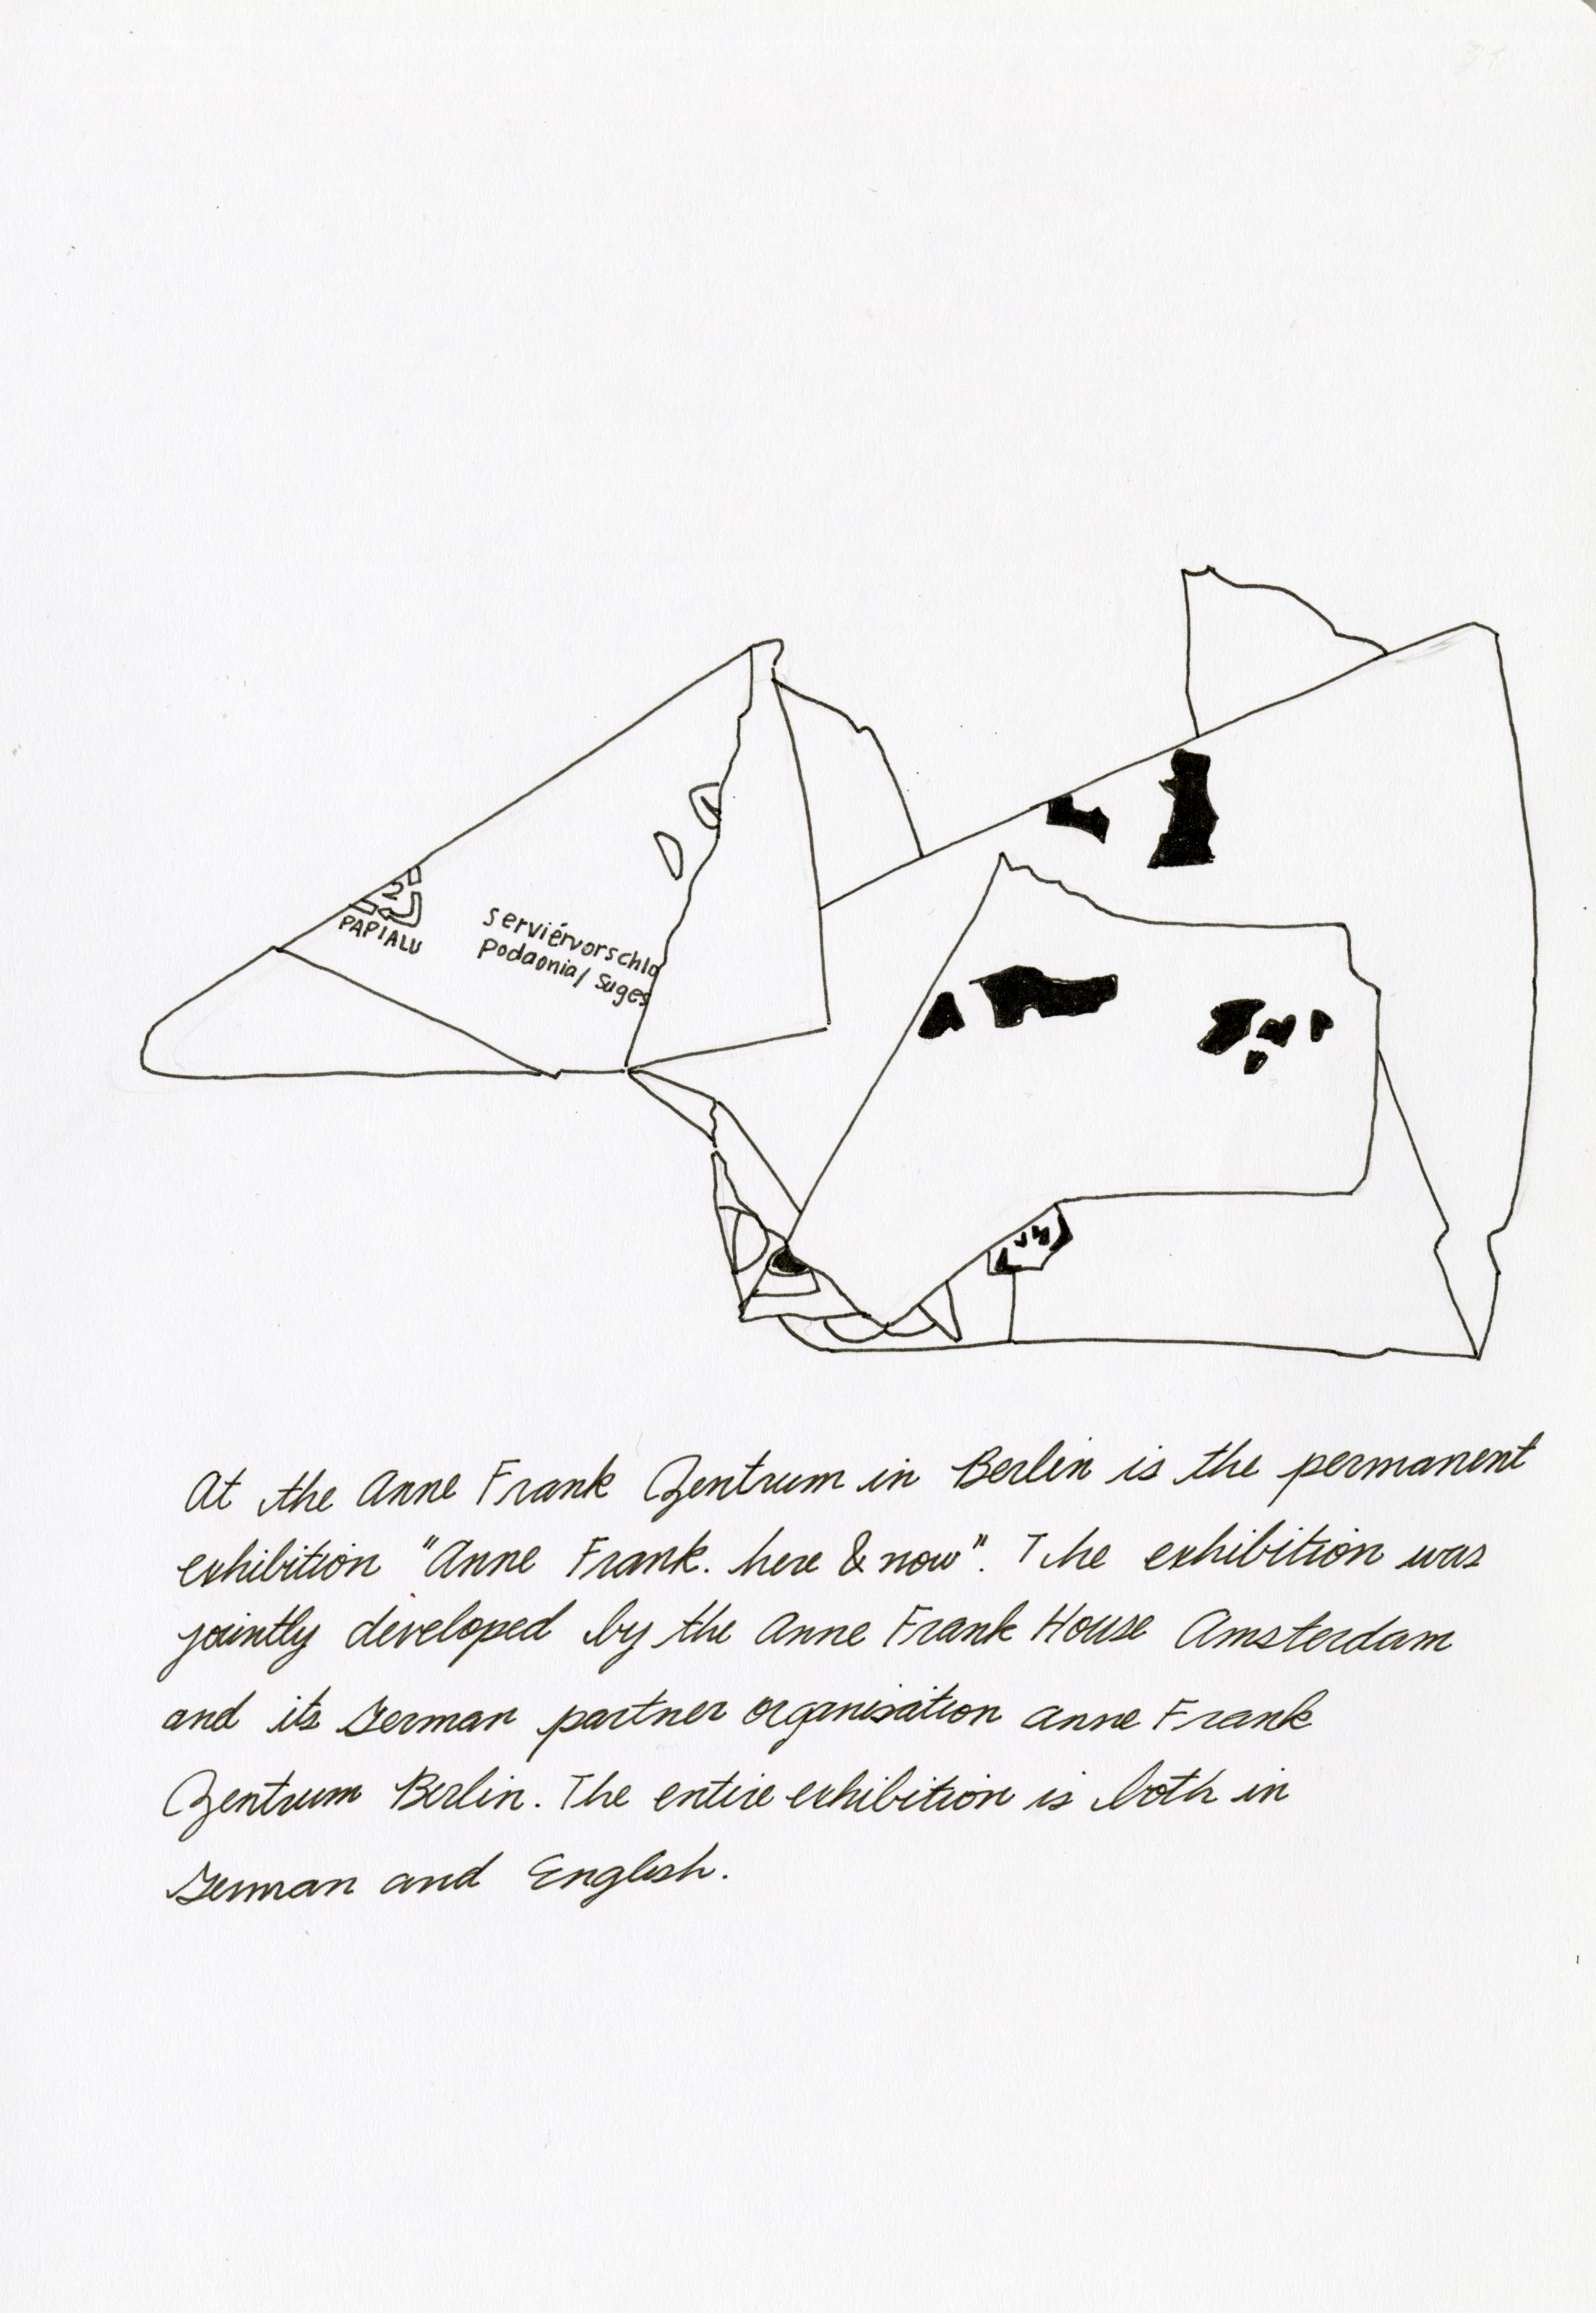 2
PAPIALU
serviérvorschla
Podaonia/ Suges
At the Anne Frank Zentrum in Berlin is the permanent
exhibition "Anne Frank. here & now". The exhibition was
jointly developed by the Anne Frank House Amsterdam
and its German partner organisation Anne Frank
Zentrum Berlin. The entire exhibition is both in
German and English.